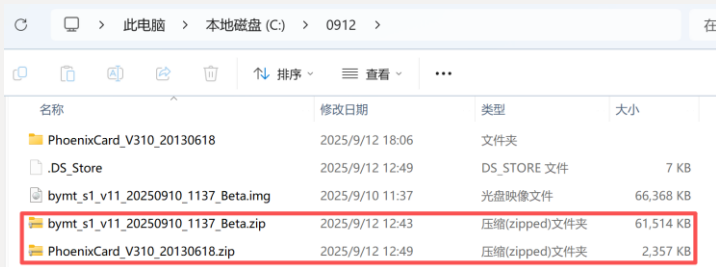 此电脑 > 本地磁盘 (C:) > 0912 > 在
排序 查看 •••
名称 修改日期 类型 大小
PhoenixCard_V310_20130618 2025/9/12 18:06 文件夹
.DS_Store 2025/9/12 12:49 DS_STORE 文件 7 KB
bymt_s1_v11_20250910_1137_Beta.img 2025/9/10 11:37 光盘映像文件 66,368 KB
bymt_s1_v11_20250910_1137_Beta.zip 2025/9/12 12:43 压缩(zipped)文件夹 61,514 KB
PhoenixCard_V310_20130618.zip 2025/9/12 12:49 压缩(zipped)文件夹 2,357 KB